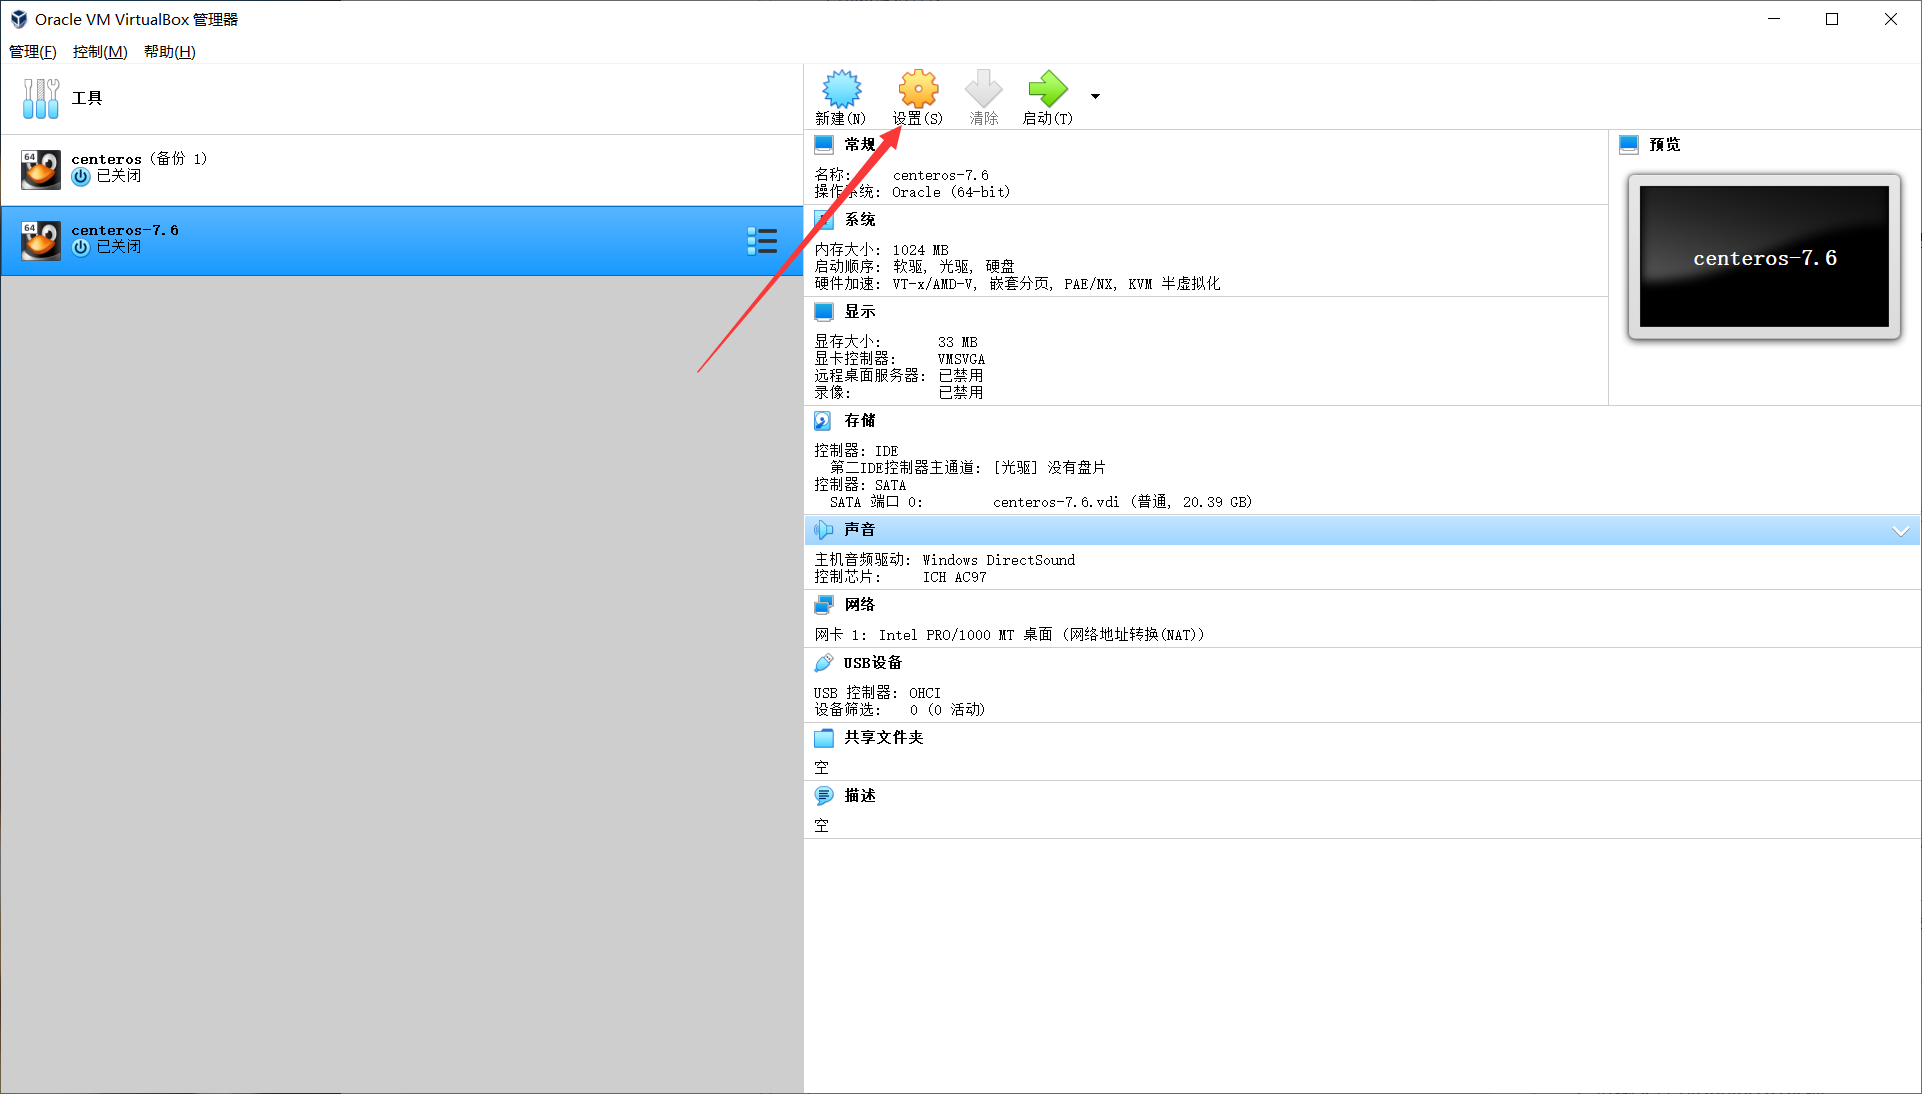 Oracle VM VirtualBox 管理器
管理(F) 控制(M) 帮助(H)
工具
centeros (备份 1)
64
已关闭
centeros-7.6
64
已关闭
新建(N) 设置(S) 清除 启动(T)
常规
名称: centeros-7.6
操作系统: Oracle (64-bit)
系统
内存大小: 1024 MB
启动顺序: 软驱, 光驱, 硬盘
硬件加速: VT-x/AMD-V, 嵌套分页, PAE/NX, KVM 半虚拟化
显示
显存大小: 33 MB
显卡控制器: VMSVGA
远程桌面服务器: 已禁用
录像: 已禁用
预览
centeros-7.6
存储
控制器: IDE
第二IDE控制器主通道: [光驱] 没有盘片
控制器: SATA
SATA 端口 0: centeros-7.6.vdi (普通, 20.39 GB)
声音
主机音频驱动: Windows DirectSound
控制芯片: ICH AC97
网络
网卡 1: Intel PRO/1000 MT 桌面 (网络地址转换(NAT))
USB设备
USB 控制器: OHCI
设备筛选: 0 (0 活动)
共享文件夹
空
描述
空